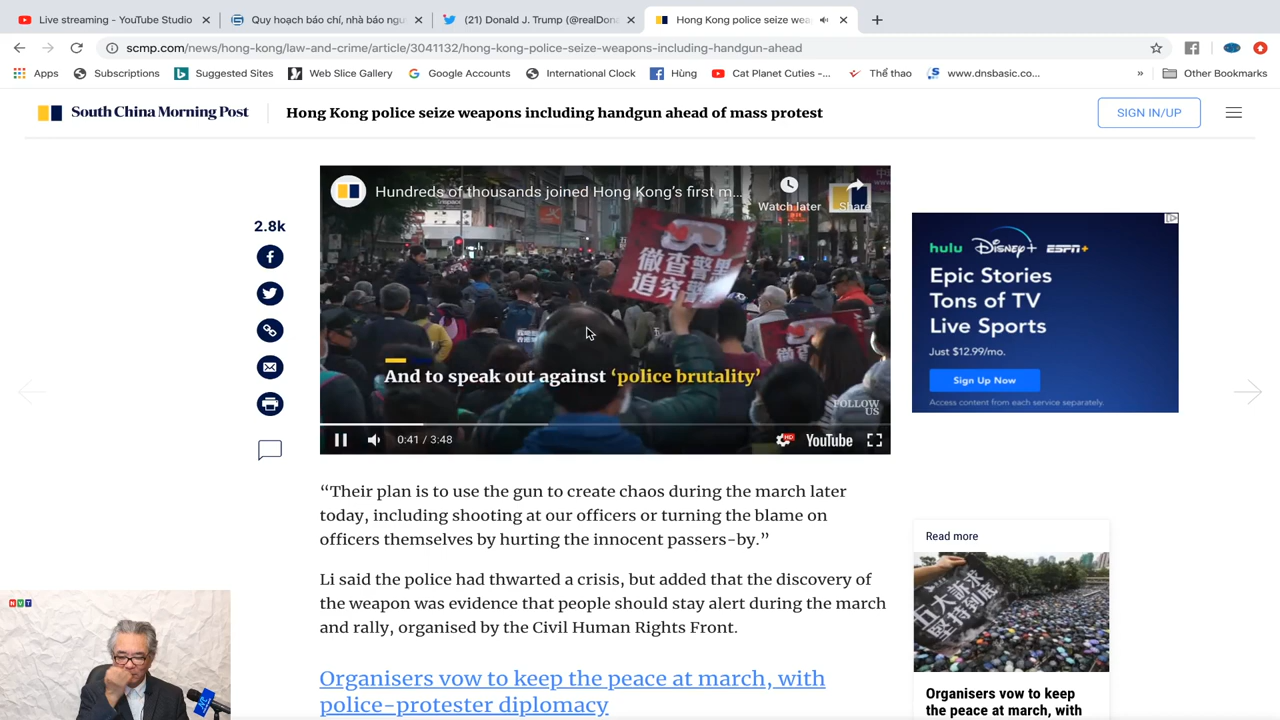 Live streaming - YouTube Studio
Quy hoạch báo chí, nhà báo ngu
(21) Donald J. Trump (@realDona
Hong Kong police seize wea
scmp.com/news/hong-kong/law-and-crime/article/3041132/hong-kong-police-seize-weapons-including-handgun-ahead
Apps
Subscriptions
Suggested Sites
Web Slice Gallery
Google Accounts
International Clock
Hùng
Cat Planet Cuties -...
Thể thao
www.dnsbasic.co...
»
Other Bookmarks
South China Morning Post
Hong Kong police seize weapons including handgun ahead of mass protest
SIGN IN/UP
2.8k
Hundreds of thousands joined Hong Kong's first m...
Watch later
Share
徹查警黑
追究
And to speak out against ‘police brutality’
FOLLOW
US
0:41 / 3:48
HD
YouTube
hulu Disney+ ESPN+
Epic Stories
Tons of TV
Live Sports
Just $12.99/mo.
Sign Up Now
Access content from each service separately.
“Their plan is to use the gun to create chaos during the march later
today, including shooting at our officers or turning the blame on
officers themselves by hurting the innocent passers-by.”
Li said the police had thwarted a crisis, but added that the discovery of
the weapon was evidence that people should stay alert during the march
and rally, organised by the Civil Human Rights Front.
Organisers vow to keep the peace at march, with
police-protester diplomacy
Read more
五大訴求
堅持到底
Organisers vow to keep
the peace at march, with
HVT